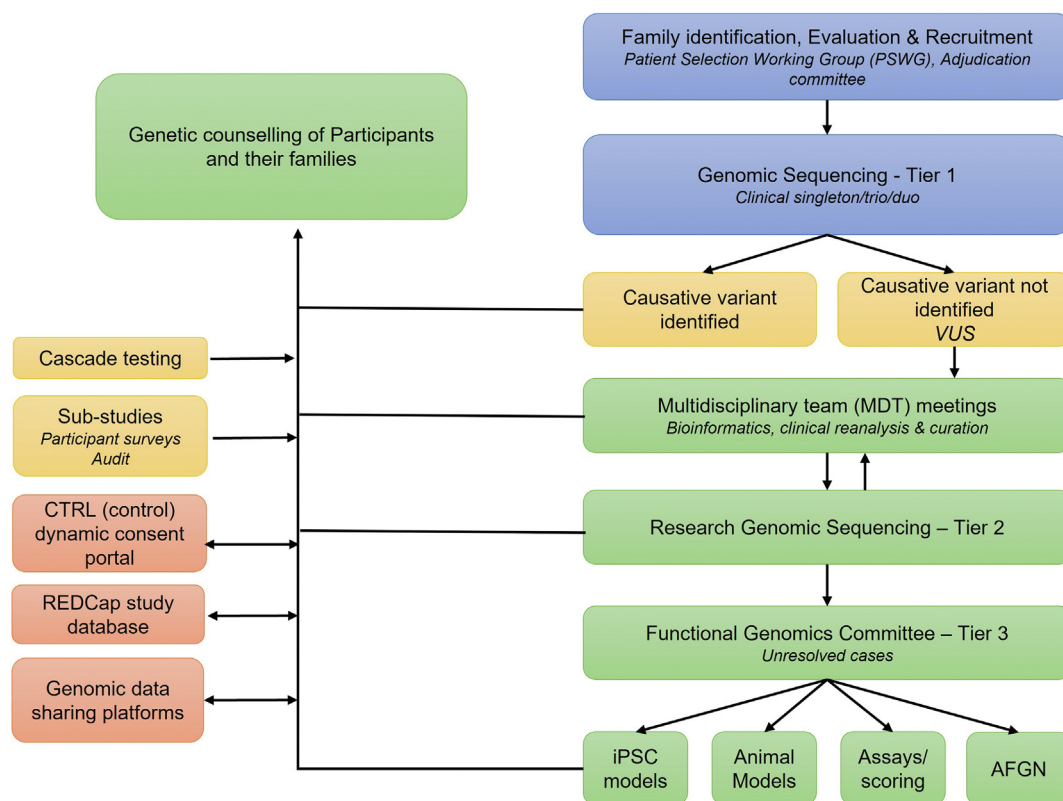 Family identification, Evaluation & Recruitment
Patient Selection Working Group (PSWG), Adjudication
committee
Genetic counselling of Participants
and their families
Genomic Sequencing - Tier 1
Clinical singleton/trio/duo
Causative variant
identified
Causative variant not
identified
VUS
Cascade testing
Sub-studies
Participant surveys
Audit
Multidisciplinary team (MDT) meetings
Bioinformatics, clinical reanalysis & curation
CTRL (control)
dynamic consent
portal
Research Genomic Sequencing – Tier 2
REDCap study
database
Functional Genomics Committee – Tier 3
Unresolved cases
Genomic data
sharing platforms
iPSC
models
Animal
Models
Assays/
scoring
AFGN